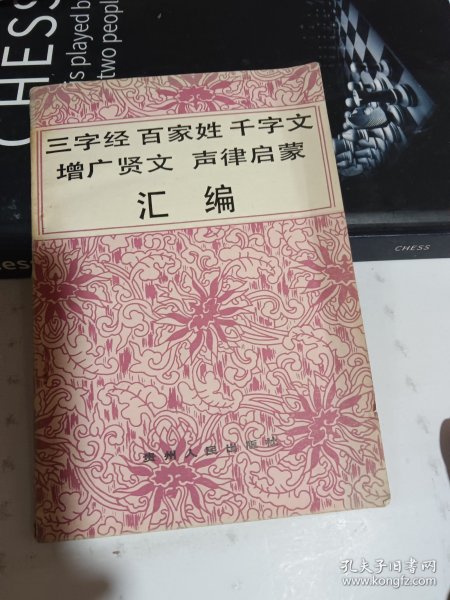 CHESS
s played b
two people
三字经 百家姓 千字文
增广贤文 声律启蒙
汇编
CHESS
ess
贵州人民出版社
孔夫子旧书网
www.kongfz.com